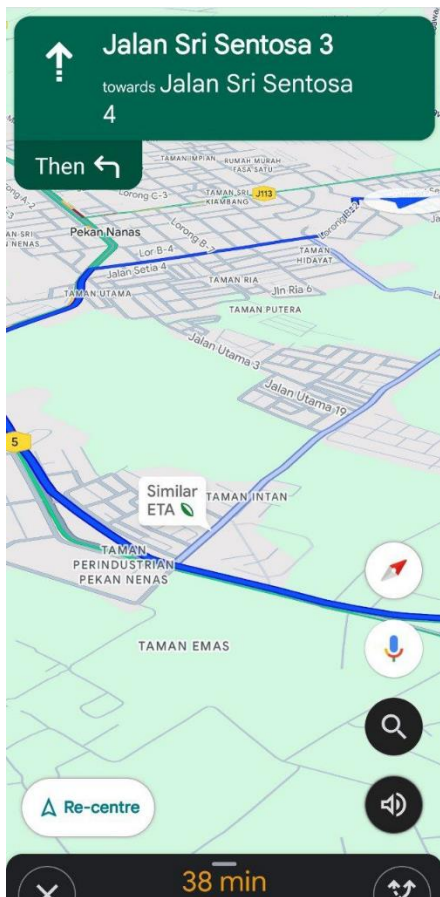 Jalan Sri Sentosa 3
towards Jalan Sri Sentosa
4
Then
TAMAN IMPIAN
RUMAH MURAH
FASA SATU
Lorong C-3
TAMAN SRI
KIAMBANG
J113
Pekan Nanas
Lorong B-2
Lor B-4
Jalan Setia 4
TAMAN
HIDAYAT
TAMAN RIA
TAMAN UTAMA
Jln Ria 6
TAMAN PUTERA
Jalan Utama 3
Jalan Utama 19
5
Similar
ETA
TAMAN INTAN
TAMAN
PERINDUSTRIAN
PEKAN NENAS
TAMAN EMAS
Re-centre
38 min